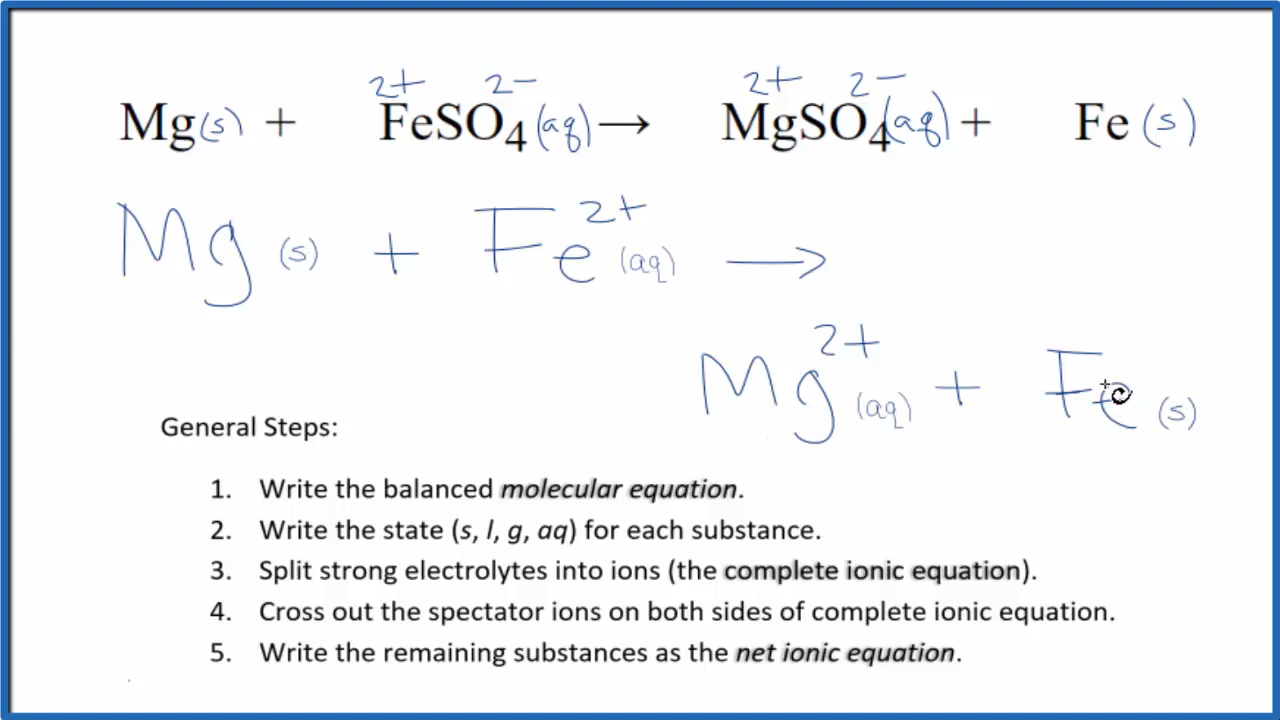 2+ 2- 2+ 2-
Mg(s) + FeSO₄(aq) → MgSO₄(aq) + Fe(s)
Mg(s) + Fe²⁺(aq) →
Mg²⁺(aq) + Fe(s)
General Steps:
1. Write the balanced molecular equation.
2. Write the state (s, l, g, aq) for each substance.
3. Split strong electrolytes into ions (the complete ionic equation).
4. Cross out the spectator ions on both sides of complete ionic equation.
5. Write the remaining substances as the net ionic equation.